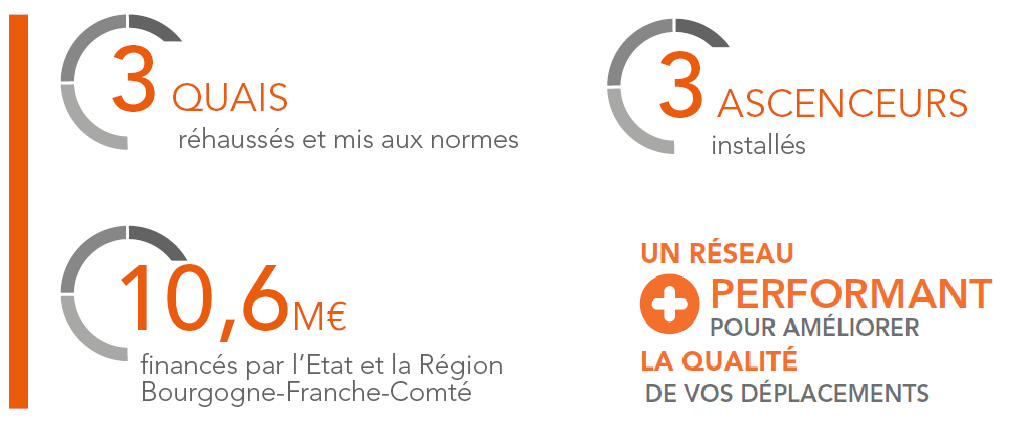 3 QUAIS
réhaussés et mis aux normes
3 ASCENCEURS
installés
10,6M€
financés par l'Etat et la Région
Bourgogne-Franche-Comté
UN RÉSEAU
+ PERFORMANT
POUR AMÉLIORER
LA QUALITÉ
DE VOS DÉPLACEMENTS